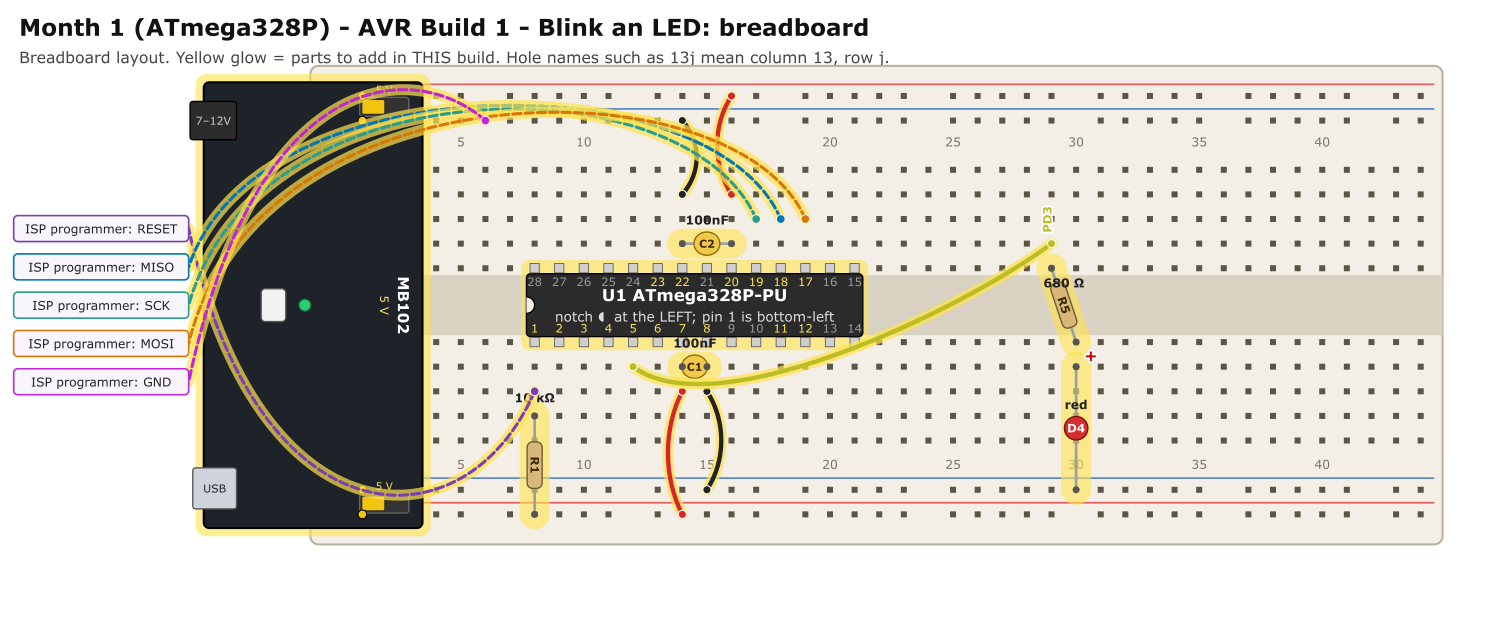 Month 1 (ATmega328P) - AVR Build 1 - Blink an LED: breadboard
Breadboard layout. Yellow glow = parts to add in THIS build. Hole names such as 13j mean column 13, row j.
7–12V
5 10 20 25 30 35 40
PD3
ISP programmer: RESET
ISP programmer: MISO
ISP programmer: SCK
ISP programmer: MOSI
ISP programmer: GND
100nF
C2
MB102
5 V
28 27 26 25 24 23 22 21 20 19 18 17 16 15
U1 ATmega328P-PU
notch ◖ at the LEFT; pin 1 is bottom-left
1 2 3 4 5 6 7 8 9 10 11 12 13 14
680 Ω
R5
100nF
C1
+
10 kΩ
R1
red
D4
5 10 15 20 25 30 35 40
USB
5 V